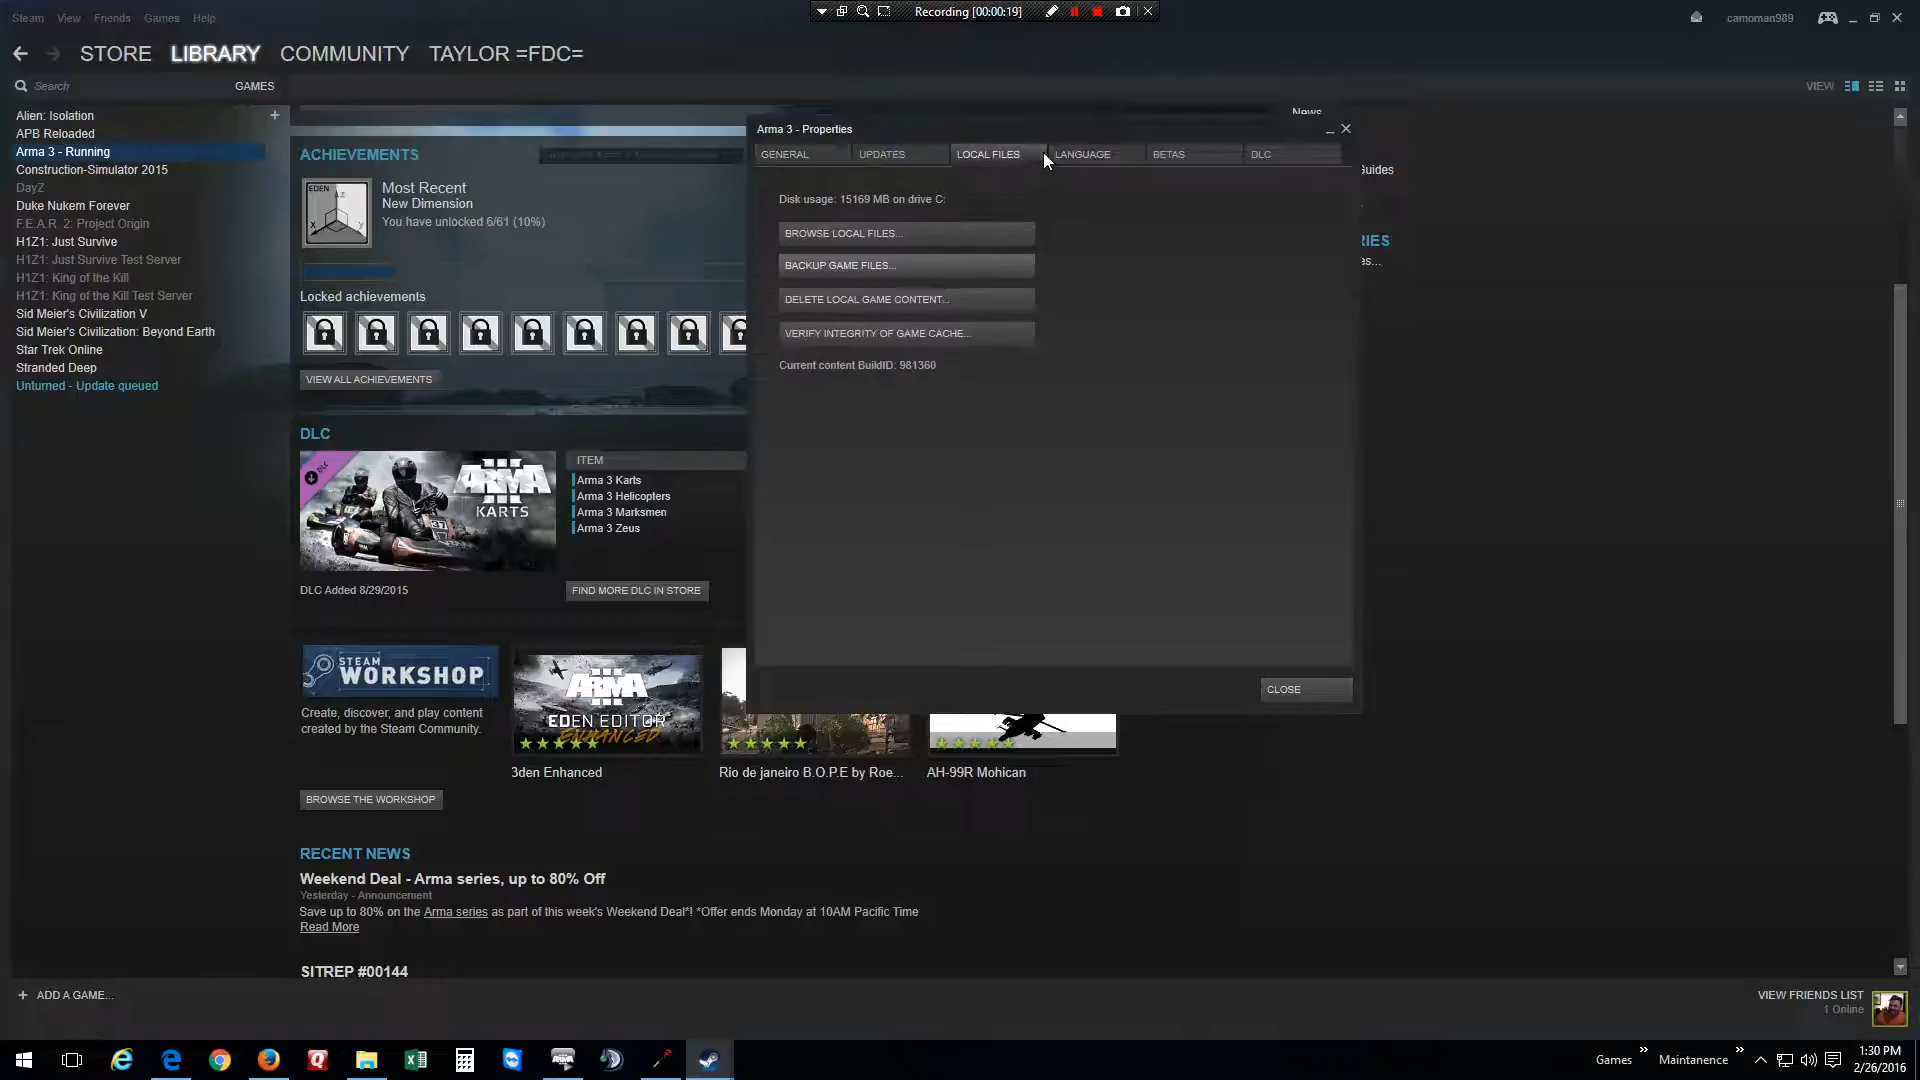 Steam View Friends Games Help
Recording [00:00:19]
camoman989
STORE LIBRARY COMMUNITY TAYLOR =FDC=
Search GAMES
VIEW
Alien: Isolation
APB Reloaded
Arma 3 - Running
Construction-Simulator 2015
DayZ
Duke Nukem Forever
F.E.A.R. 2: Project Origin
H1Z1: Just Survive
H1Z1: Just Survive Test Server
H1Z1: King of the Kill
H1Z1: King of the Kill Test Server
Sid Meier's Civilization V
Sid Meier's Civilization: Beyond Earth
Star Trek Online
Stranded Deep
Unturned - Update queued
ACHIEVEMENTS
EDEN
Most Recent
New Dimension
You have unlocked 6/61 (10%)
Locked achievements
VIEW ALL ACHIEVEMENTS
DLC
DLC
ARMA III
KARTS
ITEM
Arma 3 Karts
Arma 3 Helicopters
Arma 3 Marksmen
Arma 3 Zeus
DLC Added 8/29/2015
FIND MORE DLC IN STORE
News
Guides
RIES
es...
Arma 3 - Properties
GENERAL UPDATES LOCAL FILES LANGUAGE BETAS DLC
Disk usage: 15169 MB on drive C:
BROWSE LOCAL FILES...
BACKUP GAME FILES...
DELETE LOCAL GAME CONTENT...
VERIFY INTEGRITY OF GAME CACHE...
Current content BuildID: 981360
CLOSE
STEAM
WORKSHOP
Create, discover, and play content
created by the Steam Community.
ARMA III
EDEN EDITOR
ENHANCED
3den Enhanced
Rio de janeiro B.O.P.E by Roe...
AH-99R Mohican
BROWSE THE WORKSHOP
RECENT NEWS
Weekend Deal - Arma series, up to 80% Off
Yesterday - Announcement
Save up to 80% on the Arma series as part of this week's Weekend Deal*! *Offer ends Monday at 10AM Pacific Time
Read More
SITREP #00144
+ ADD A GAME...
VIEW FRIENDS LIST
1 Online
Games » Maintanence »
1:30 PM
2/26/2016